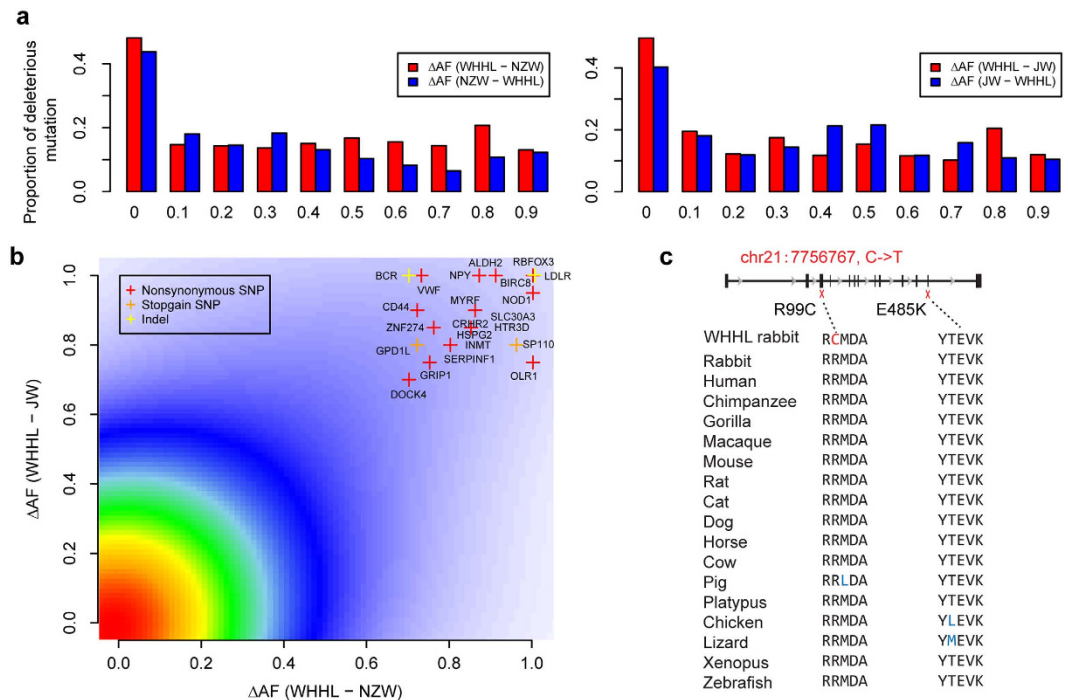 a
Proportion of deleterious
mutation
0.4
0.2
0.0
ΔAF (WHHL − NZW)
ΔAF (NZW − WHHL)
0 0.1 0.2 0.3 0.4 0.5 0.6 0.7 0.8 0.9
0.4
0.2
0.0
ΔAF (WHHL − JW)
ΔAF (JW − WHHL)
0 0.1 0.2 0.3 0.4 0.5 0.6 0.7 0.8 0.9
b
ΔAF (WHHL − JW)
1.0
0.8
0.6
0.4
0.2
0.0
Nonsynonymous SNP
Stopgain SNP
Indel
BCR
VWF
NPY
ALDH2
RBFOX3
LDLR
BIRC8
NOD1
CD44
MYRF
SLC30A3
ZNF274
CRHR2
HTR3D
HSPG2
GPD1L
INMT
SP110
SERPINF1
GRIP1
OLR1
DOCK4
0.0 0.2 0.4 0.6 0.8 1.0
ΔAF (WHHL − NZW)
c
chr21:7756767, C->T
x x
R99C E485K
WHHL rabbit RCMDA YTEVK
Rabbit RRMDA YTEVK
Human RRMDA YTEVK
Chimpanzee RRMDA YTEVK
Gorilla RRMDA YTEVK
Macaque RRMDA YTEVK
Mouse RRMDA YTEVK
Rat RRMDA YTEVK
Cat RRMDA YTEVK
Dog RRMDA YTEVK
Horse RRMDA YTEVK
Cow RRMDA YTEVK
Pig RRLDA YTEVK
Platypus RRMDA YTEVK
Chicken RRMDA YLEVK
Lizard RRMDA YMEVK
Xenopus RRMDA YTEVK
Zebrafish RRMDA YTEVK